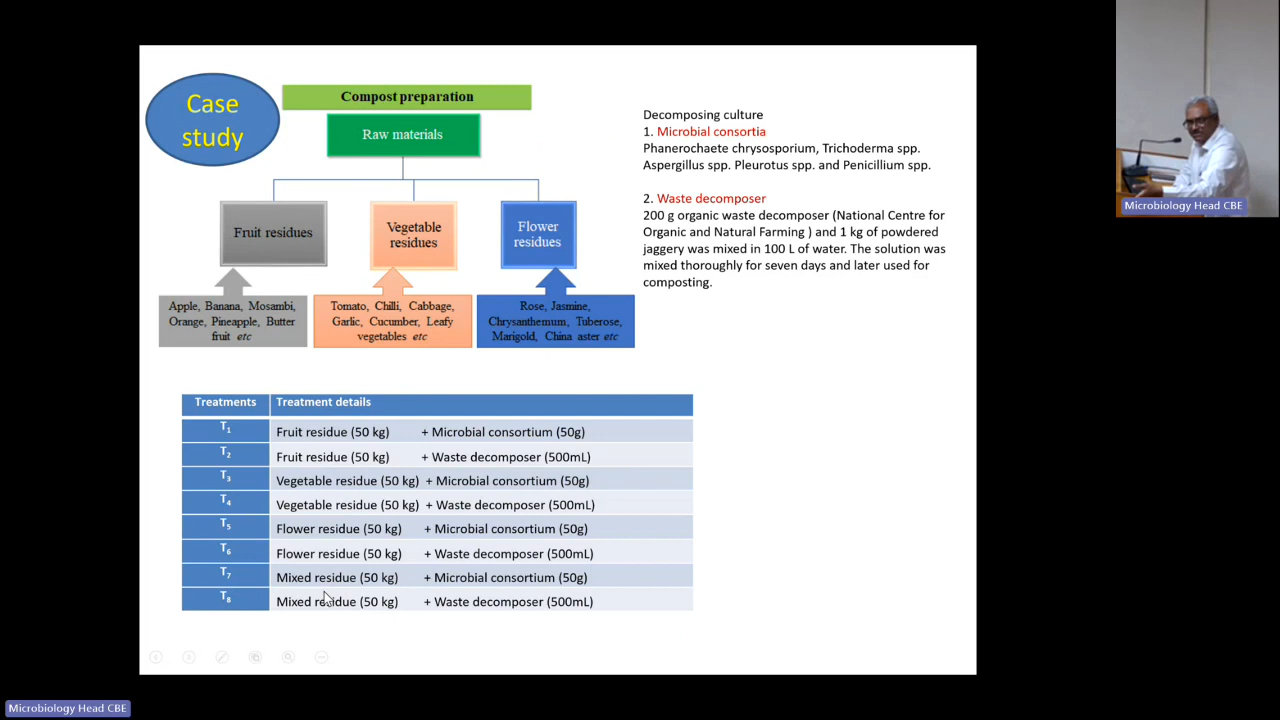 Case
study
Compost preparation
Raw materials
Fruit residues
Vegetable
residues
Flower
residues
Apple, Banana, Mosambi,
Orange, Pineapple, Butter
fruit etc
Tomato, Chilli, Cabbage,
Garlic, Cucumber, Leafy
vegetables etc
Rose, Jasmine,
Chrysanthemum, Tuberose,
Marigold, China aster etc
Decomposing culture
1. Microbial consortia
Phanerochaete chrysosporium, Trichoderma spp.
Aspergillus spp. Pleurotus spp. and Penicillium spp.
2. Waste decomposer
200 g organic waste decomposer (National Centre for
Organic and Natural Farming ) and 1 kg of powdered
jaggery was mixed in 100 L of water. The solution was
mixed thoroughly for seven days and later used for
composting.
Treatments Treatment details
T1 Fruit residue (50 kg) + Microbial consortium (50g)
T2 Fruit residue (50 kg) + Waste decomposer (500mL)
T3 Vegetable residue (50 kg) + Microbial consortium (50g)
T4 Vegetable residue (50 kg) + Waste decomposer (500mL)
T5 Flower residue (50 kg) + Microbial consortium (50g)
T6 Flower residue (50 kg) + Waste decomposer (500mL)
T7 Mixed residue (50 kg) + Microbial consortium (50g)
T8 Mixed residue (50 kg) + Waste decomposer (500mL)
Microbiology Head CBE
Microbiology Head CBE